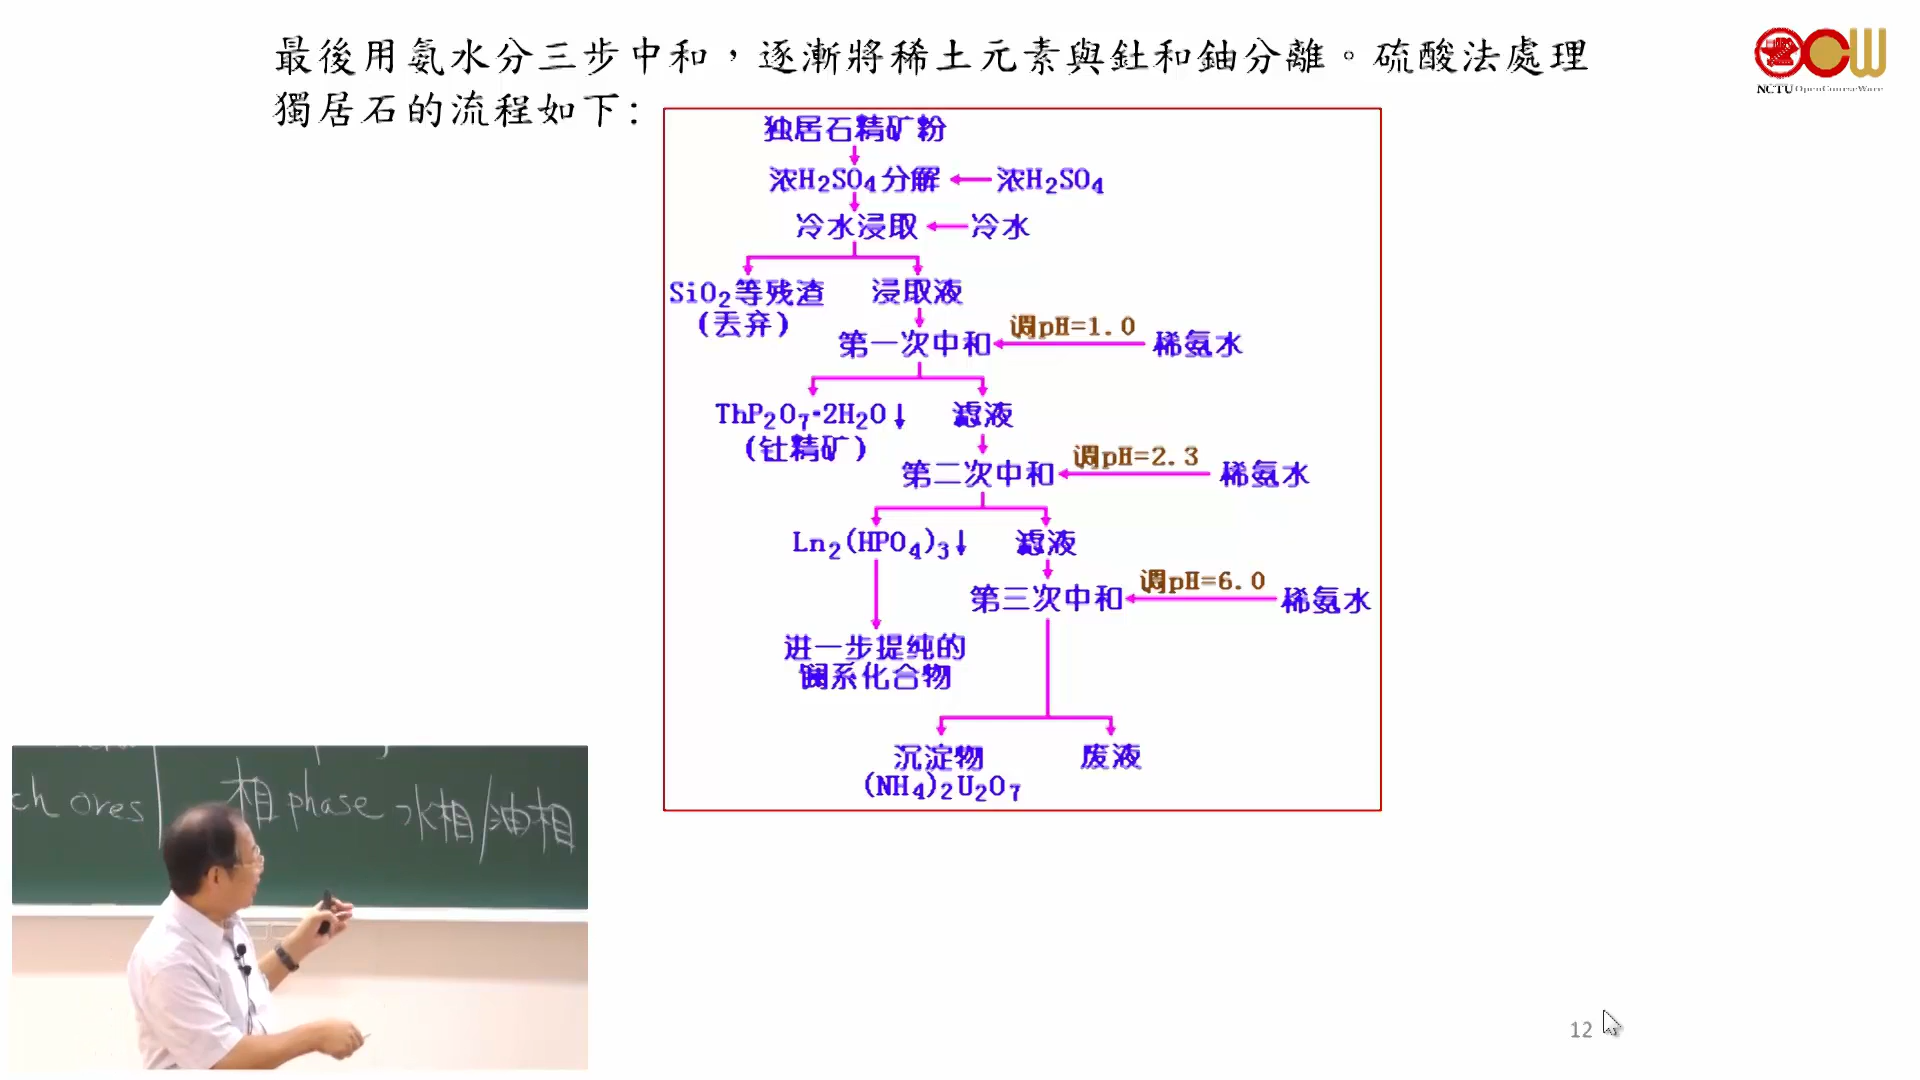 最後用氨水分三步中和，逐漸將稀土元素與釷和鈾分離。硫酸法處理
獨居石的流程如下：
NCTU OpenCourseWare
独居石精矿粉
浓H₂SO₄分解
浓H₂SO₄
冷水浸取
冷水
SiO₂等残渣
(丟弃)
浸取液
调pH=1.0
第一次中和
稀氨水
ThP₂O₇·2H₂O↓
(钍精矿)
滤液
调pH=2.3
第二次中和
稀氨水
Ln₂(HPO₄)₃↓
滤液
调pH=6.0
第三次中和
稀氨水
进一步提纯的
镧系化合物
沉淀物
(NH₄)₂U₂O₇
废液
ch ores
相 phase 水相/油相
12